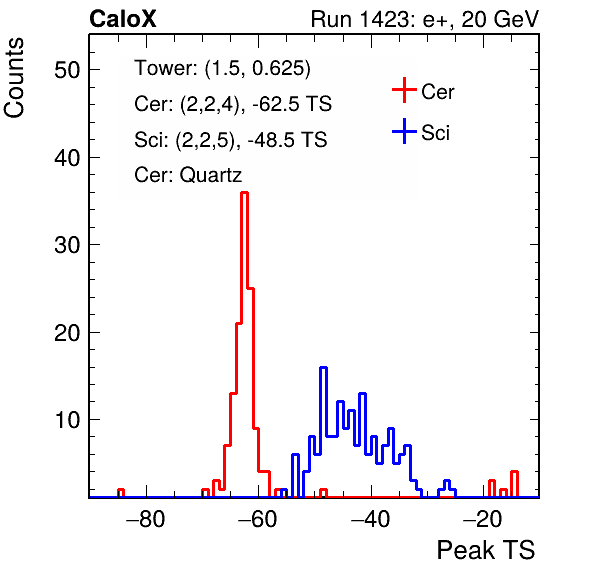 CaloX Run 1423: e+, 20 GeV
Counts
Tower: (1.5, 0.625)
Cer: (2,2,4), -62.5 TS
Sci: (2,2,5), -48.5 TS
Cer: Quartz
Cer
Sci
50
40
30
20
10
−80 −60 −40 −20
Peak TS